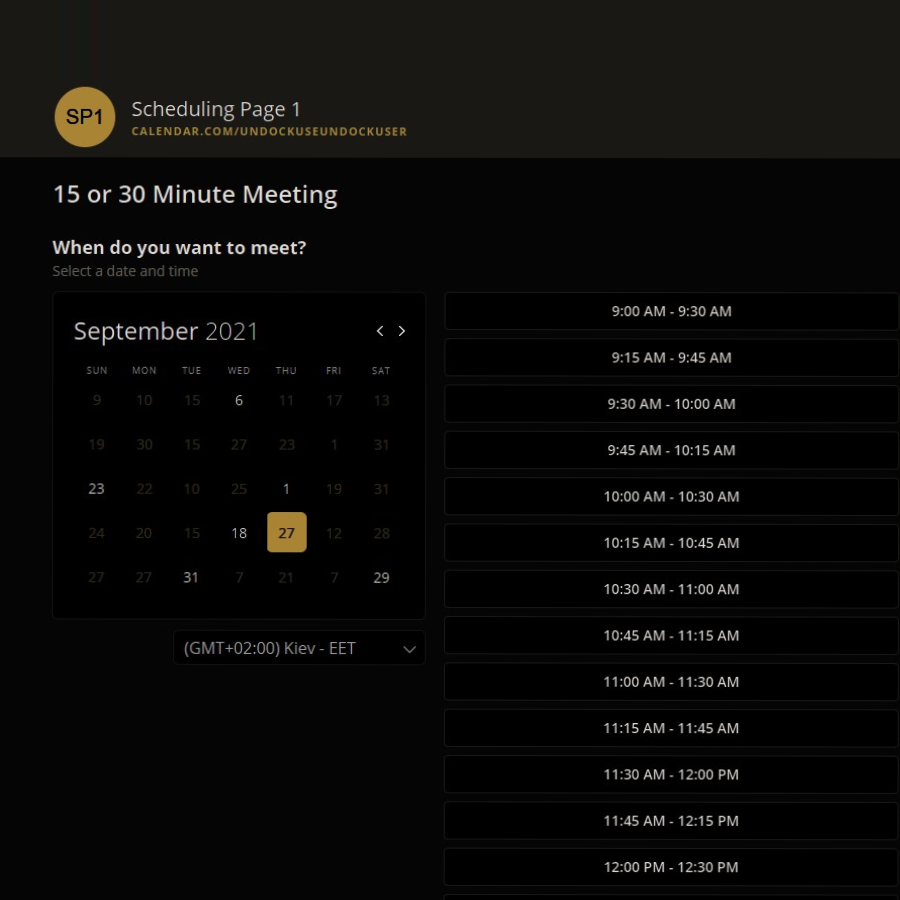 SP1
Scheduling Page 1
CALENDAR.COM/UNDOCKUSEUNDOCKUSER
15 or 30 Minute Meeting
When do you want to meet?
Select a date and time
September 2021
SUN MON TUE WED THU FRI SAT
9 10 15 6 11 17 13
19 30 15 27 23 1 31
23 22 10 25 1 19 31
24 20 15 18 27 12 28
27 27 31 7 21 7 29
(GMT+02:00) Kiev - EET
9:00 AM - 9:30 AM
9:15 AM - 9:45 AM
9:30 AM - 10:00 AM
9:45 AM - 10:15 AM
10:00 AM - 10:30 AM
10:15 AM - 10:45 AM
10:30 AM - 11:00 AM
10:45 AM - 11:15 AM
11:00 AM - 11:30 AM
11:15 AM - 11:45 AM
11:30 AM - 12:00 PM
11:45 AM - 12:15 PM
12:00 PM - 12:30 PM